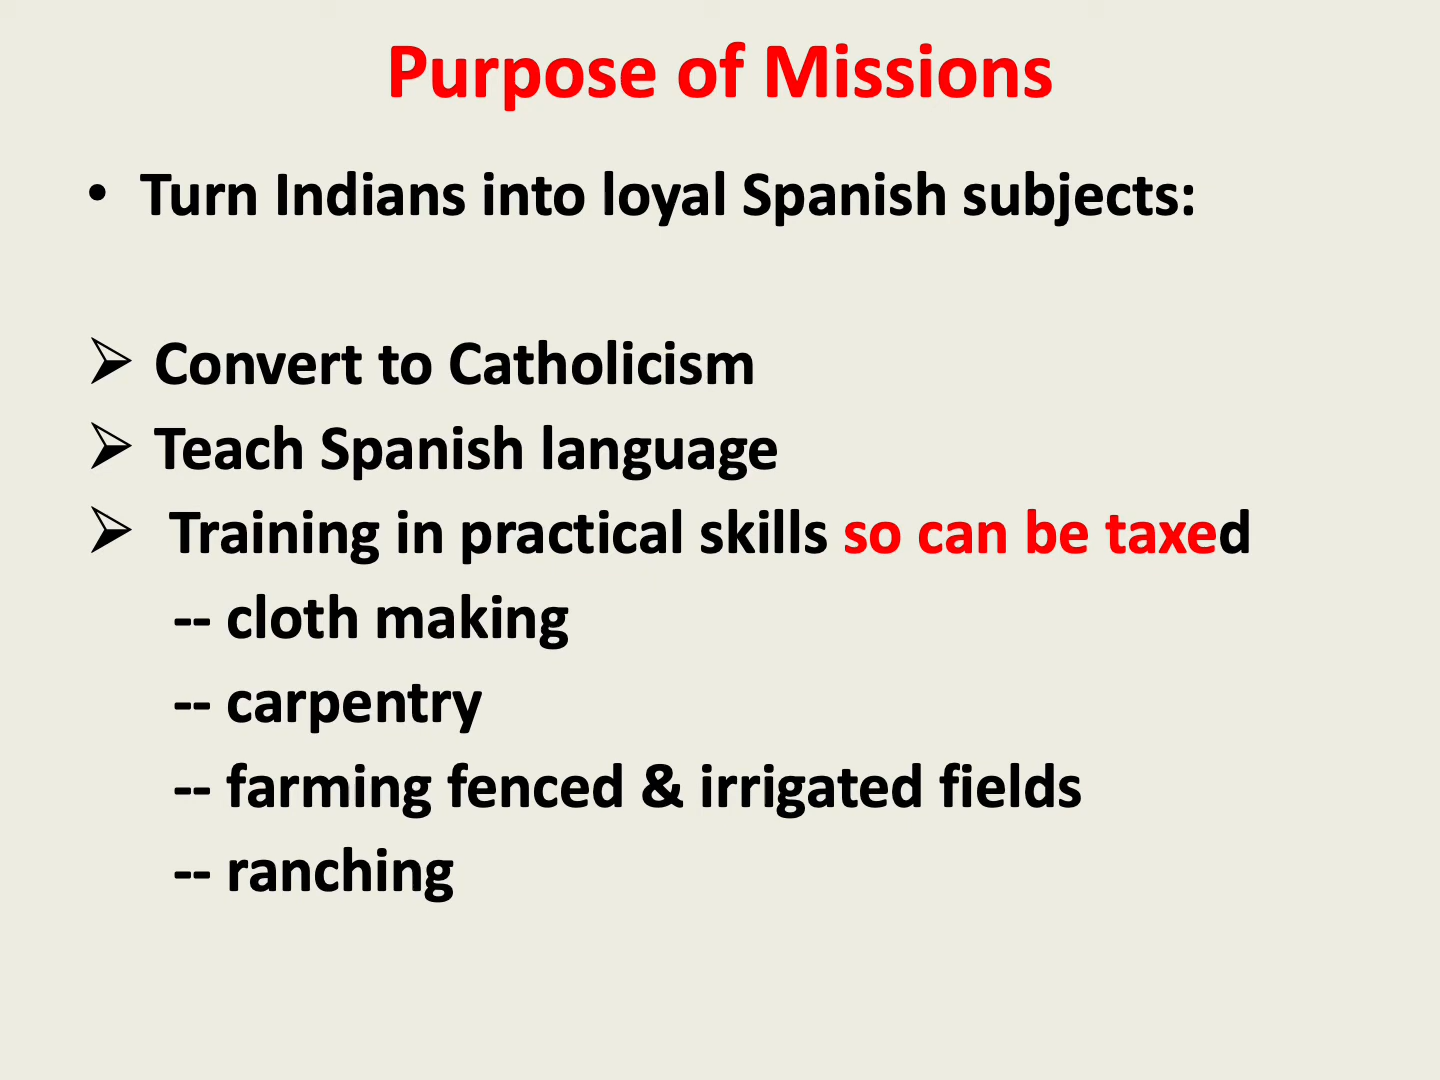 Purpose of Missions
• Turn Indians into loyal Spanish subjects:
➢ Convert to Catholicism
➢ Teach Spanish language
➢ Training in practical skills so can be taxed
-- cloth making
-- carpentry
-- farming fenced & irrigated fields
-- ranching